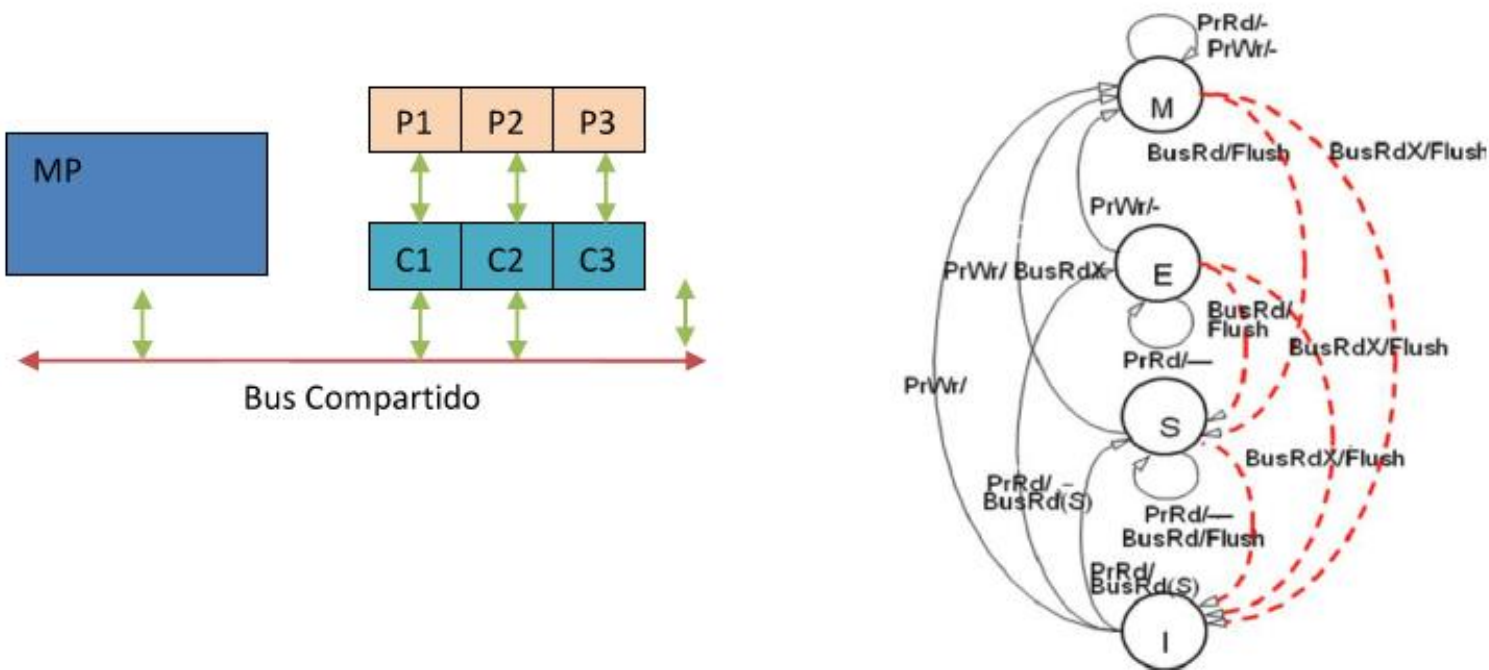 MP
P1 P2 P3
C1 C2 C3
Bus Compartido
PrRd/-
PrWr/-
M
BusRd/Flush
BusRdX/Flush
PrWr/-
PrWr/ BusRdX
E
BusRd/
Flush
BusRdX/Flush
PrRd/—
PrWr/
S
BusRdX/Flush
PrRd/ -
BusRd(S)
PrRd/—
BusRd/Flush
PrRd/
BusRd(S)
I